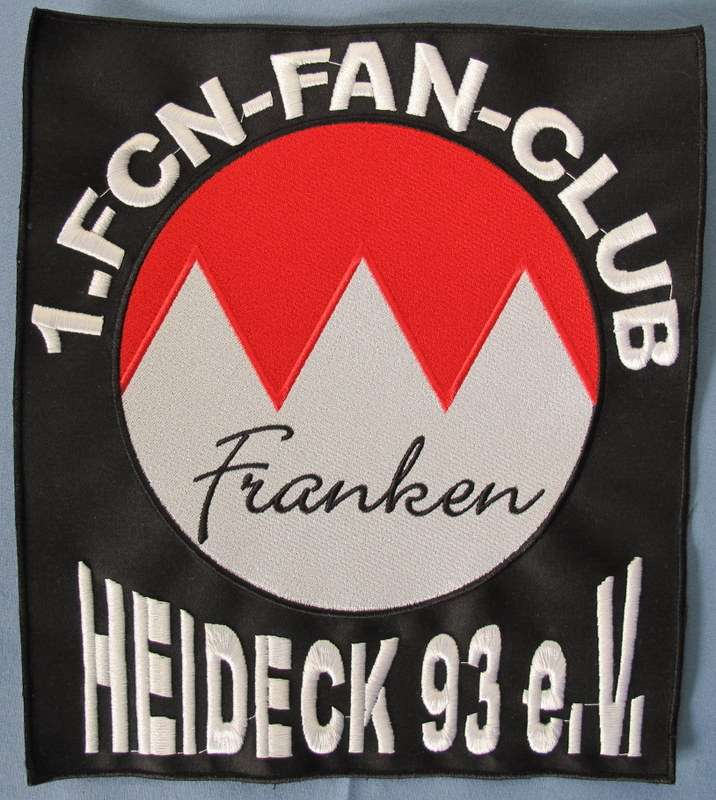 1.FCN-FAN-CLUB
Franken
HEIDECK 93 e.V.